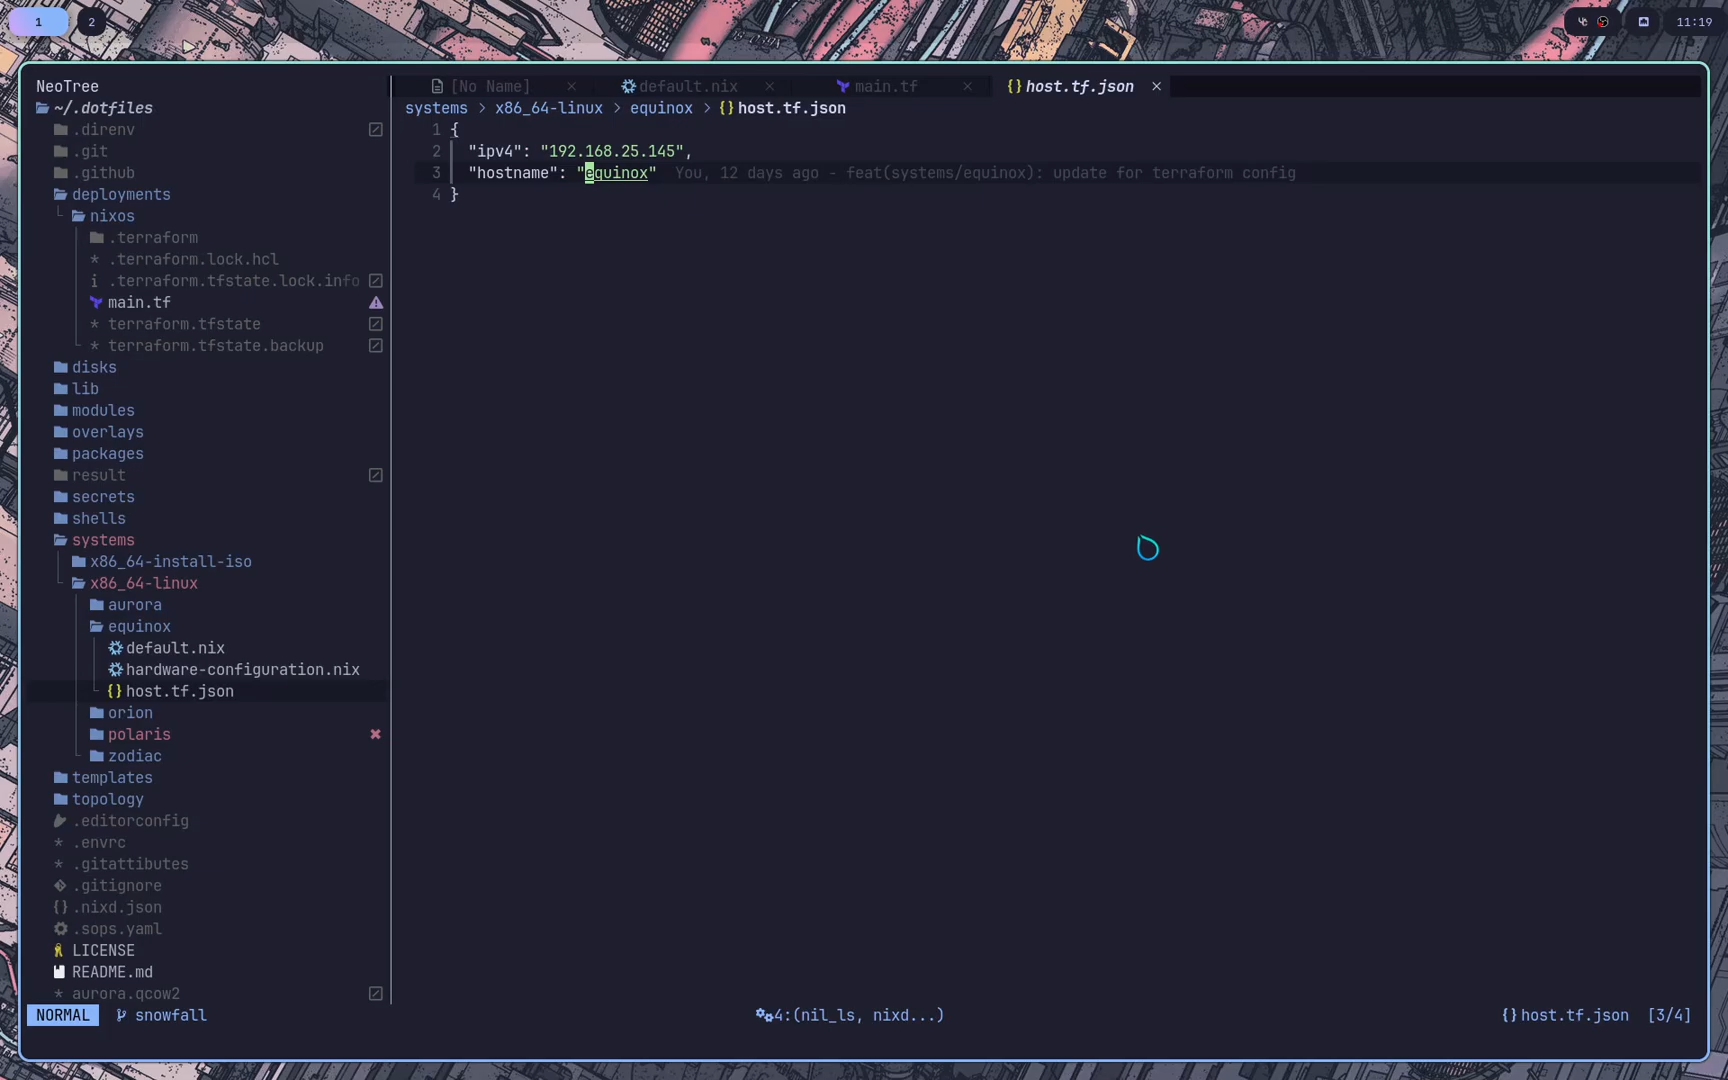 1
2
11:19
NeoTree
~/.dotfiles
.direnv
.git
.github
deployments
nixos
.terraform
.terraform.lock.hcl
.terraform.tfstate.lock.info
main.tf
terraform.tfstate
terraform.tfstate.backup
disks
lib
modules
overlays
packages
result
secrets
shells
systems
x86_64-install-iso
x86_64-linux
aurora
equinox
default.nix
hardware-configuration.nix
host.tf.json
orion
polaris
zodiac
templates
topology
.editorconfig
.envrc
.gitattibutes
.gitignore
.nixd.json
.sops.yaml
LICENSE
README.md
aurora.qcow2
[No Name] default.nix main.tf {} host.tf.json
systems > x86_64-linux > equinox > {} host.tf.json
1 {
2 "ipv4": "192.168.25.145",
3 "hostname": "equinox" You, 12 days ago - feat(systems/equinox): update for terraform config
4 }
NORMAL snowfall 4:(nil_ls, nixd...) {} host.tf.json [3/4]